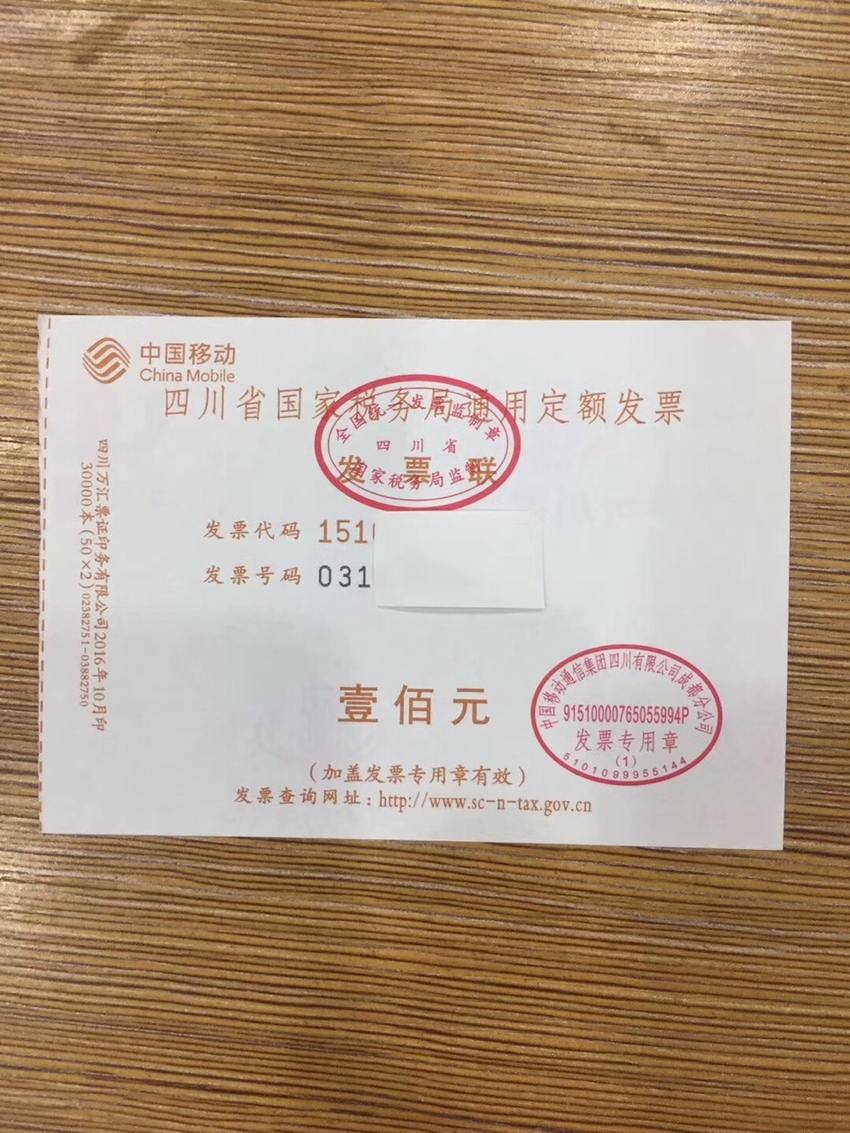 中国移动
China Mobile
四川省国家税务局通用定额发票
全国统一发票监制章
四川省
国家税务局监制
发票联
发票代码 151
发票号码 031
壹佰元
(加盖发票专用章有效)
发票查询网址:http://www.sc-n-tax.gov.cn
中国移动通信集团四川有限公司成都分公司
91510000765055994P
发票专用章
(1)
5101099955144
四川万汇票证印务有限公司2016年10月印
30000本(50×2)02382751-03882750